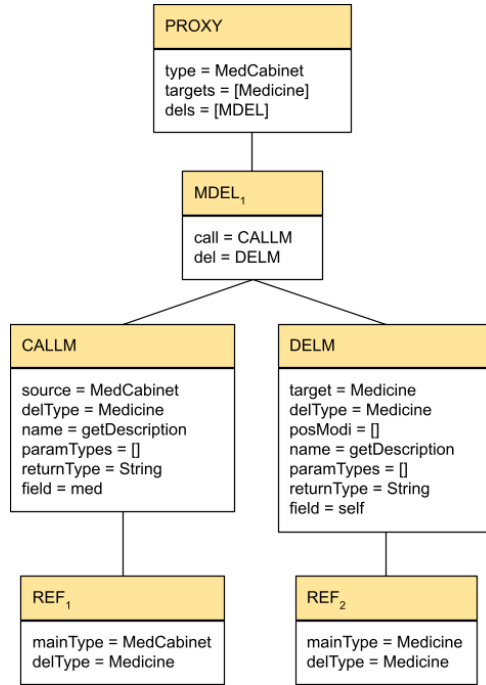 PROXY
type = MedCabinet
targets = [Medicine]
dels = [MDEL]
MDEL₁
call = CALLM
del = DELM
CALLM
source = MedCabinet
delType = Medicine
name = getDescription
paramTypes = []
returnType = String
field = med
DELM
target = Medicine
delType = Medicine
posModi = []
name = getDescription
paramTypes = []
returnType = String
field = self
REF₁
mainType = MedCabinet
delType = Medicine
REF₂
mainType = Medicine
delType = Medicine